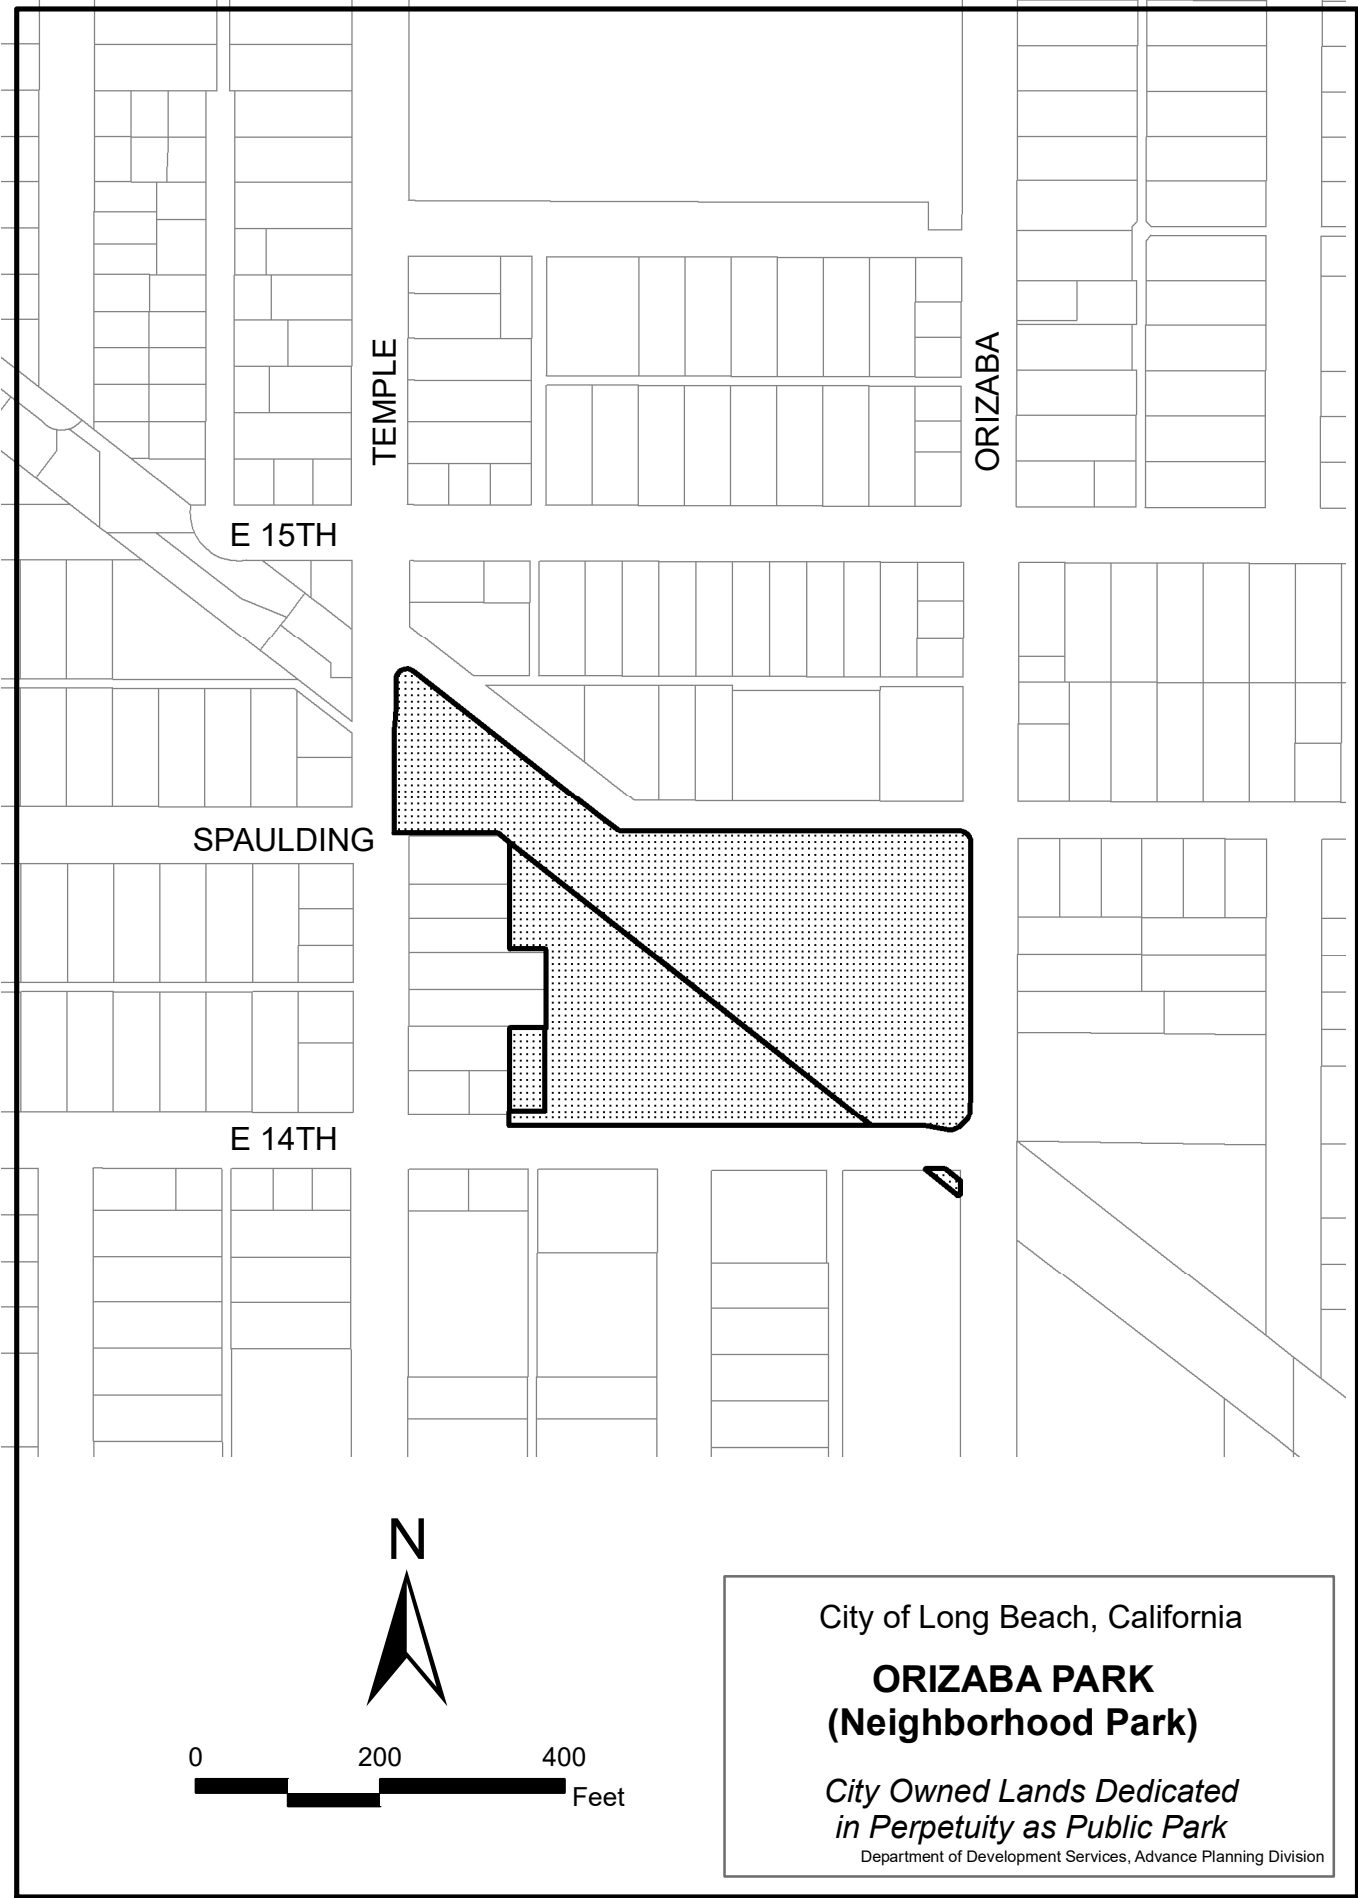 TEMPLE
ORIZABA
E 15TH
SPAULDING
E 14TH
N
0 200 400
Feet
City of Long Beach, California
ORIZABA PARK
(Neighborhood Park)
City Owned Lands Dedicated
in Perpetuity as Public Park
Department of Development Services, Advance Planning Division